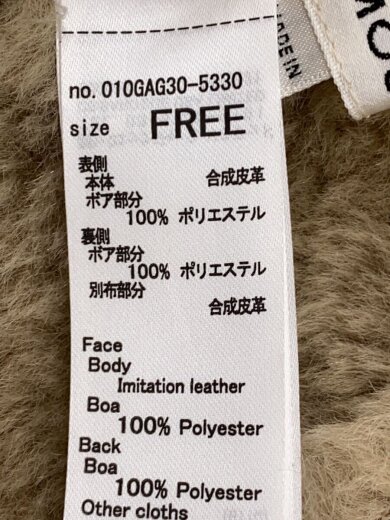 MADE IN
MO
no. 010GAG30-5330
size FREE
表側
本体 合成皮革
ボア部分
100% ポリエステル
裏側
ボア部分
100% ポリエステル
別布部分
合成皮革
Face
Body
Imitation leather
Boa
100% Polyester
Back
Boa
100% Polyester
Other cloths